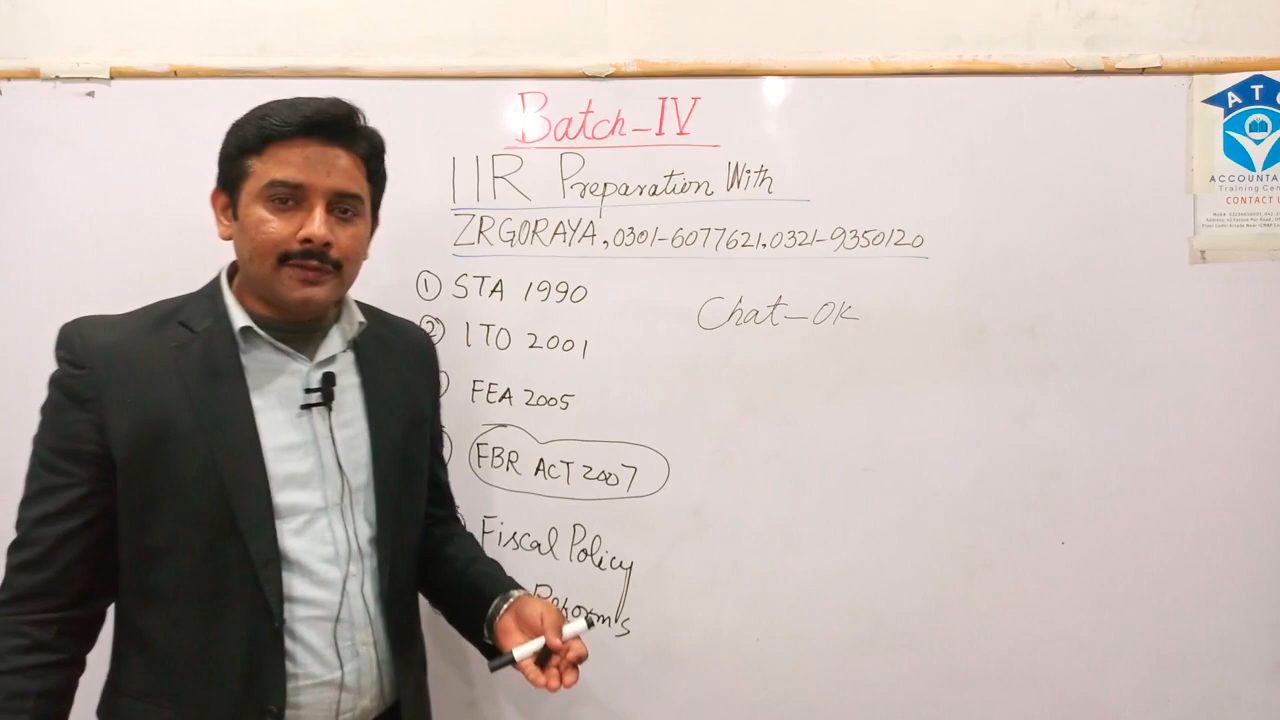 Batch-IV
IIR Preparation With
ZRGORAYA, 0301-6077621, 0321-9350120
① STA 1990
Chat-OK
② ITO 2001
FEA 2005
FBR ACT 2007
Fiscal Policy
Reforms
ATC
ACCOUNTA
Training Cen
CONTACT U